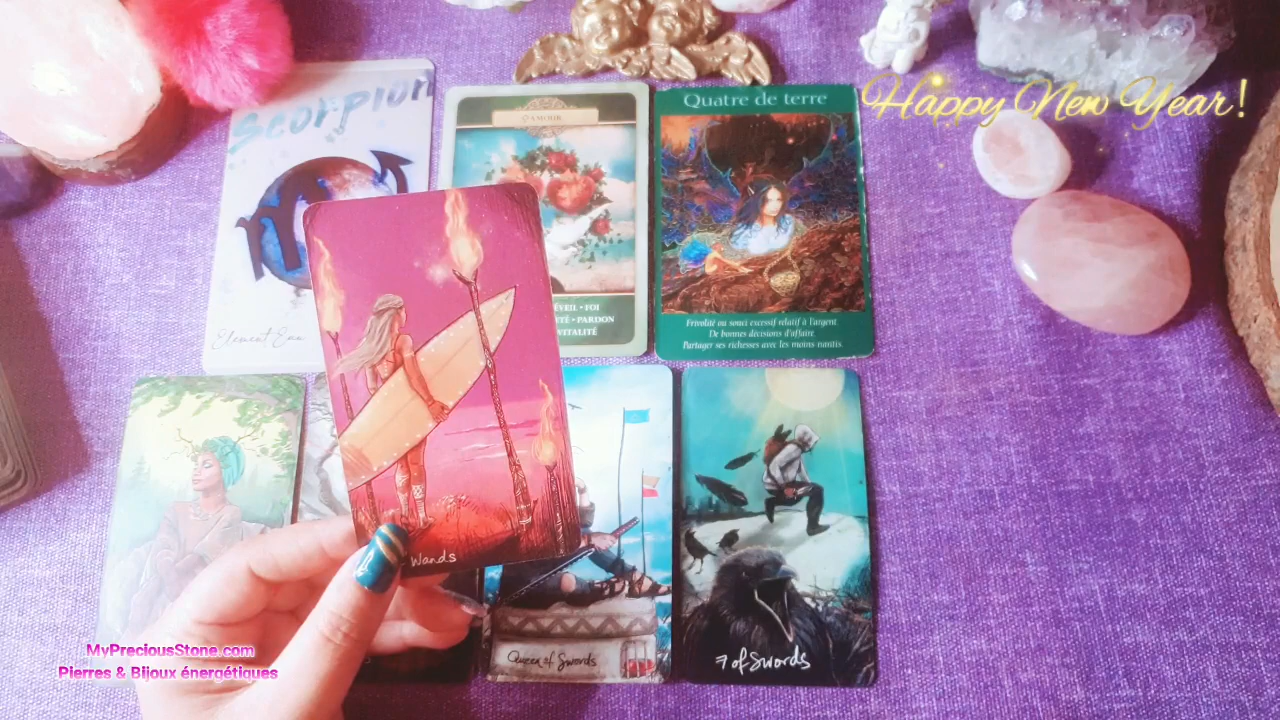 Scorpion
Element Eau
AMOUR
ÉVEIL • FOI
TÉ • PARDON
VITALITÉ
Quatre de terre
Frivolité ou souci excessif relatif à l'argent.
De bonnes décisions d'affaire.
Partager ses richesses avec les moins nantis.
Happy New Year!
Wands
Queen of Swords
7 of Swords
MyPreciousStone.com
Pierres & Bijoux énergétiques